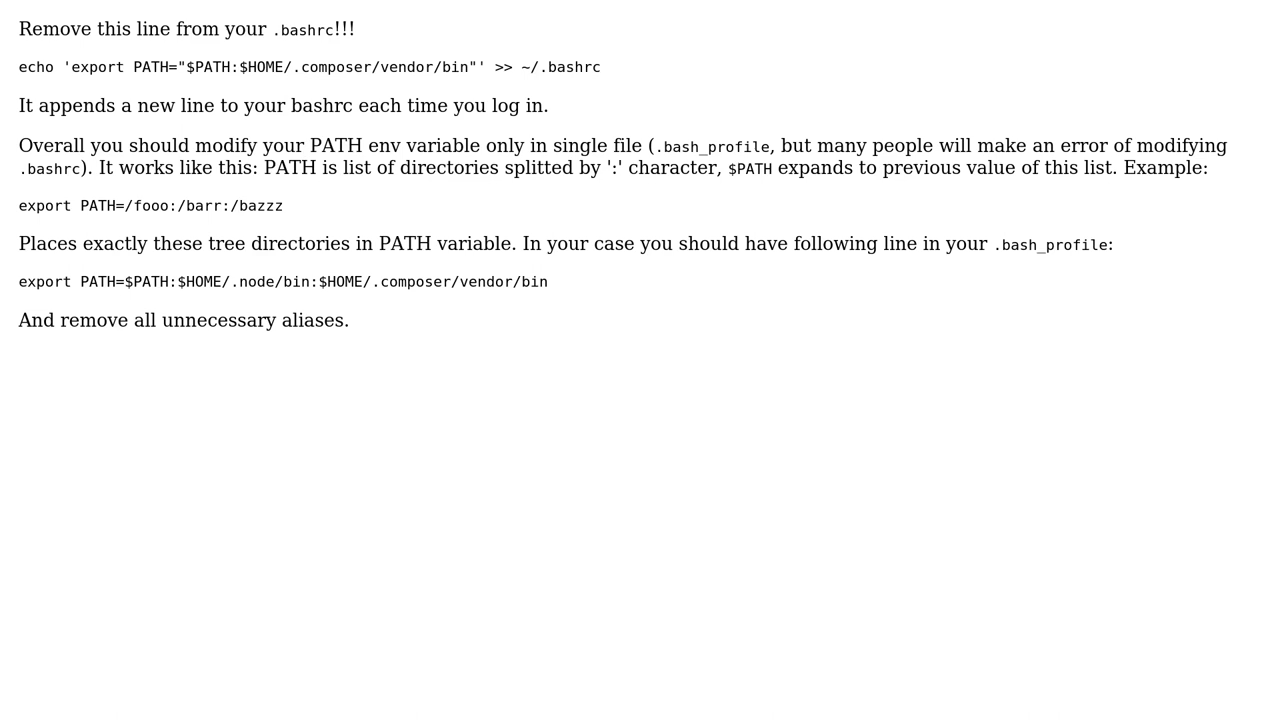 Remove this line from your .bashrc!!!
echo 'export PATH="$PATH:$HOME/.composer/vendor/bin"' >> ~/.bashrc
It appends a new line to your bashrc each time you log in.
Overall you should modify your PATH env variable only in single file (.bash_profile, but many people will make an error of modifying
.bashrc). It works like this: PATH is list of directories splitted by ':' character, $PATH expands to previous value of this list. Example:
export PATH=/fooo:/barr:/bazzz
Places exactly these tree directories in PATH variable. In your case you should have following line in your .bash_profile:
export PATH=$PATH:$HOME/.node/bin:$HOME/.composer/vendor/bin
And remove all unnecessary aliases.